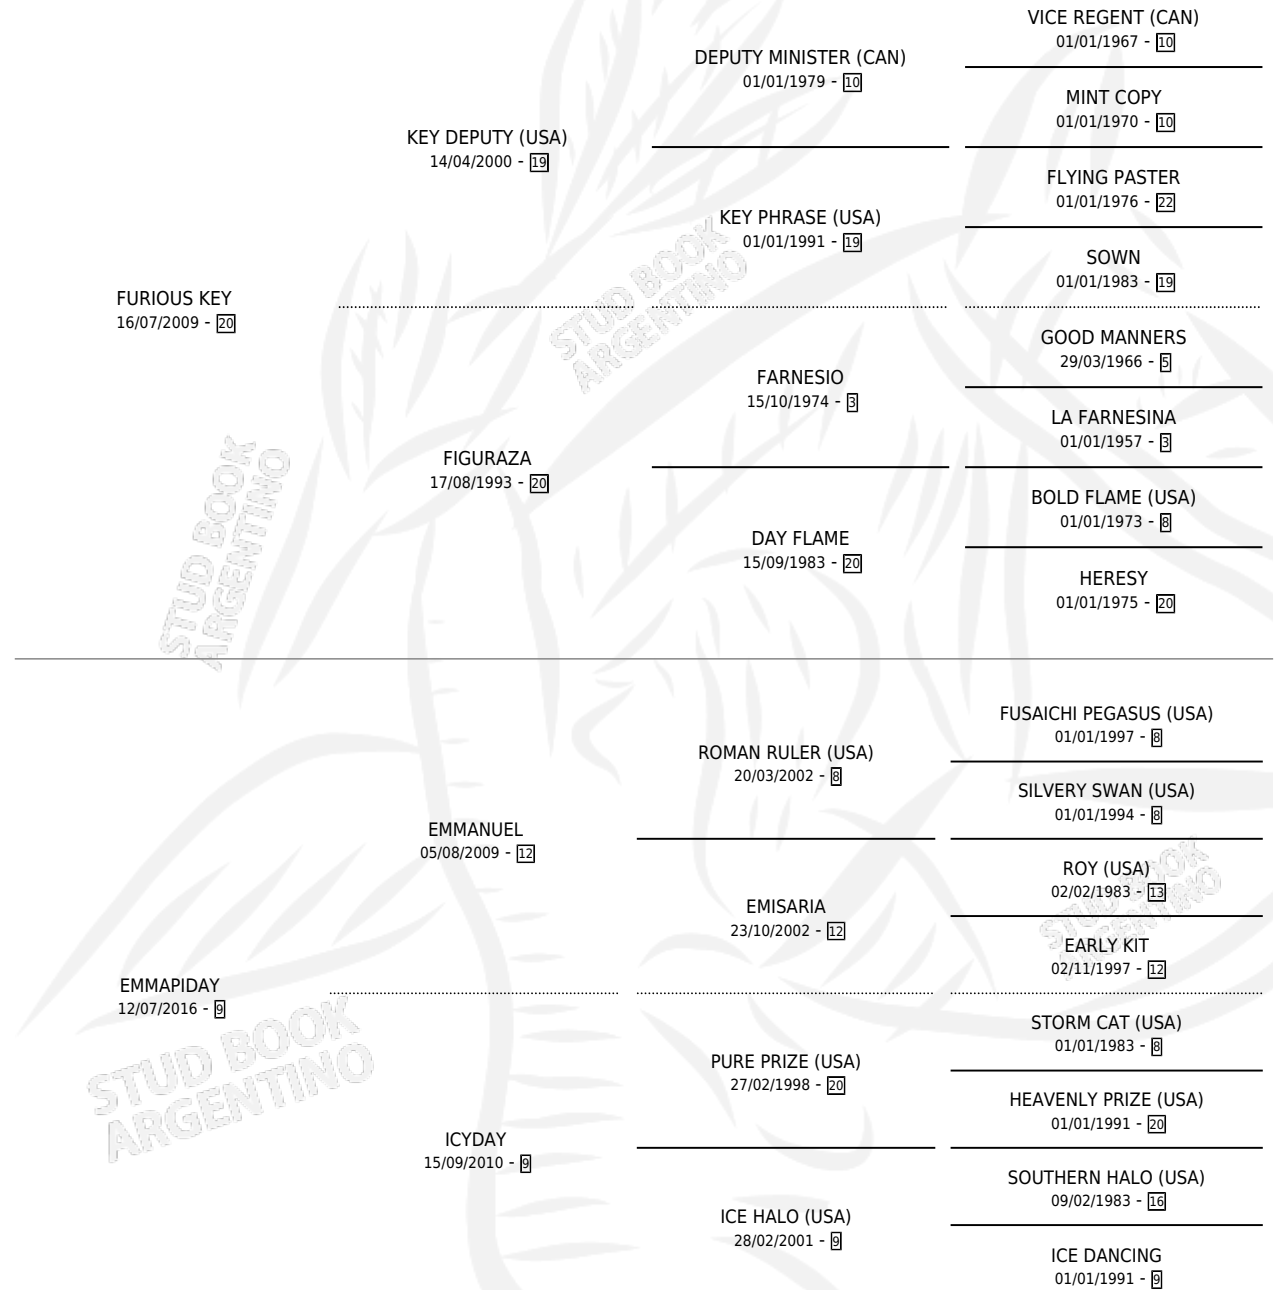 VICE REGENT (CAN)
01/01/1967 - 10
DEPUTY MINISTER (CAN)
01/01/1979 - 10
MINT COPY
01/01/1970 - 10
KEY DEPUTY (USA)
14/04/2000 - 19
FLYING PASTER
01/01/1976 - 22
KEY PHRASE (USA)
01/01/1991 - 19
SOWN
01/01/1983 - 19
FURIOUS KEY
16/07/2009 - 20
GOOD MANNERS
29/03/1966 - 5
FARNESIO
15/10/1974 - 3
LA FARNESINA
01/01/1957 - 3
FIGURAZA
17/08/1993 - 20
BOLD FLAME (USA)
01/01/1973 - 8
DAY FLAME
15/09/1983 - 20
HERESY
01/01/1975 - 20
FUSAICHI PEGASUS (USA)
01/01/1997 - 8
ROMAN RULER (USA)
20/03/2002 - 8
SILVERY SWAN (USA)
01/01/1994 - 8
EMMANUEL
05/08/2009 - 12
ROY (USA)
02/02/1983 - 13
EMISARIA
23/10/2002 - 12
EARLY KIT
02/11/1997 - 12
EMMAPIDAY
12/07/2016 - 9
STORM CAT (USA)
01/01/1983 - 8
PURE PRIZE (USA)
27/02/1998 - 20
HEAVENLY PRIZE (USA)
01/01/1991 - 20
ICYDAY
15/09/2010 - 9
SOUTHERN HALO (USA)
09/02/1983 - 16
ICE HALO (USA)
28/02/2001 - 9
ICE DANCING
01/01/1991 - 9
STUD BOOK
ARGENTINO
STUD BOOK
ARGENTINO
STUD BOOK
ARGENTINO
STUD BOOK
ARGENTINO